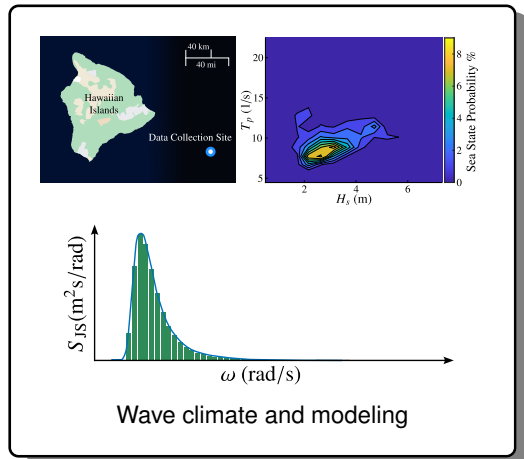 40 km
40 mi
Hawaiian
Islands
Data Collection Site
T_p (1/s)
20
15
10
5
2
4
6
H_s (m)
8
6
4
2
0
Sea State Probability %
S_JS(m²s/rad)
ω (rad/s)
Wave climate and modeling